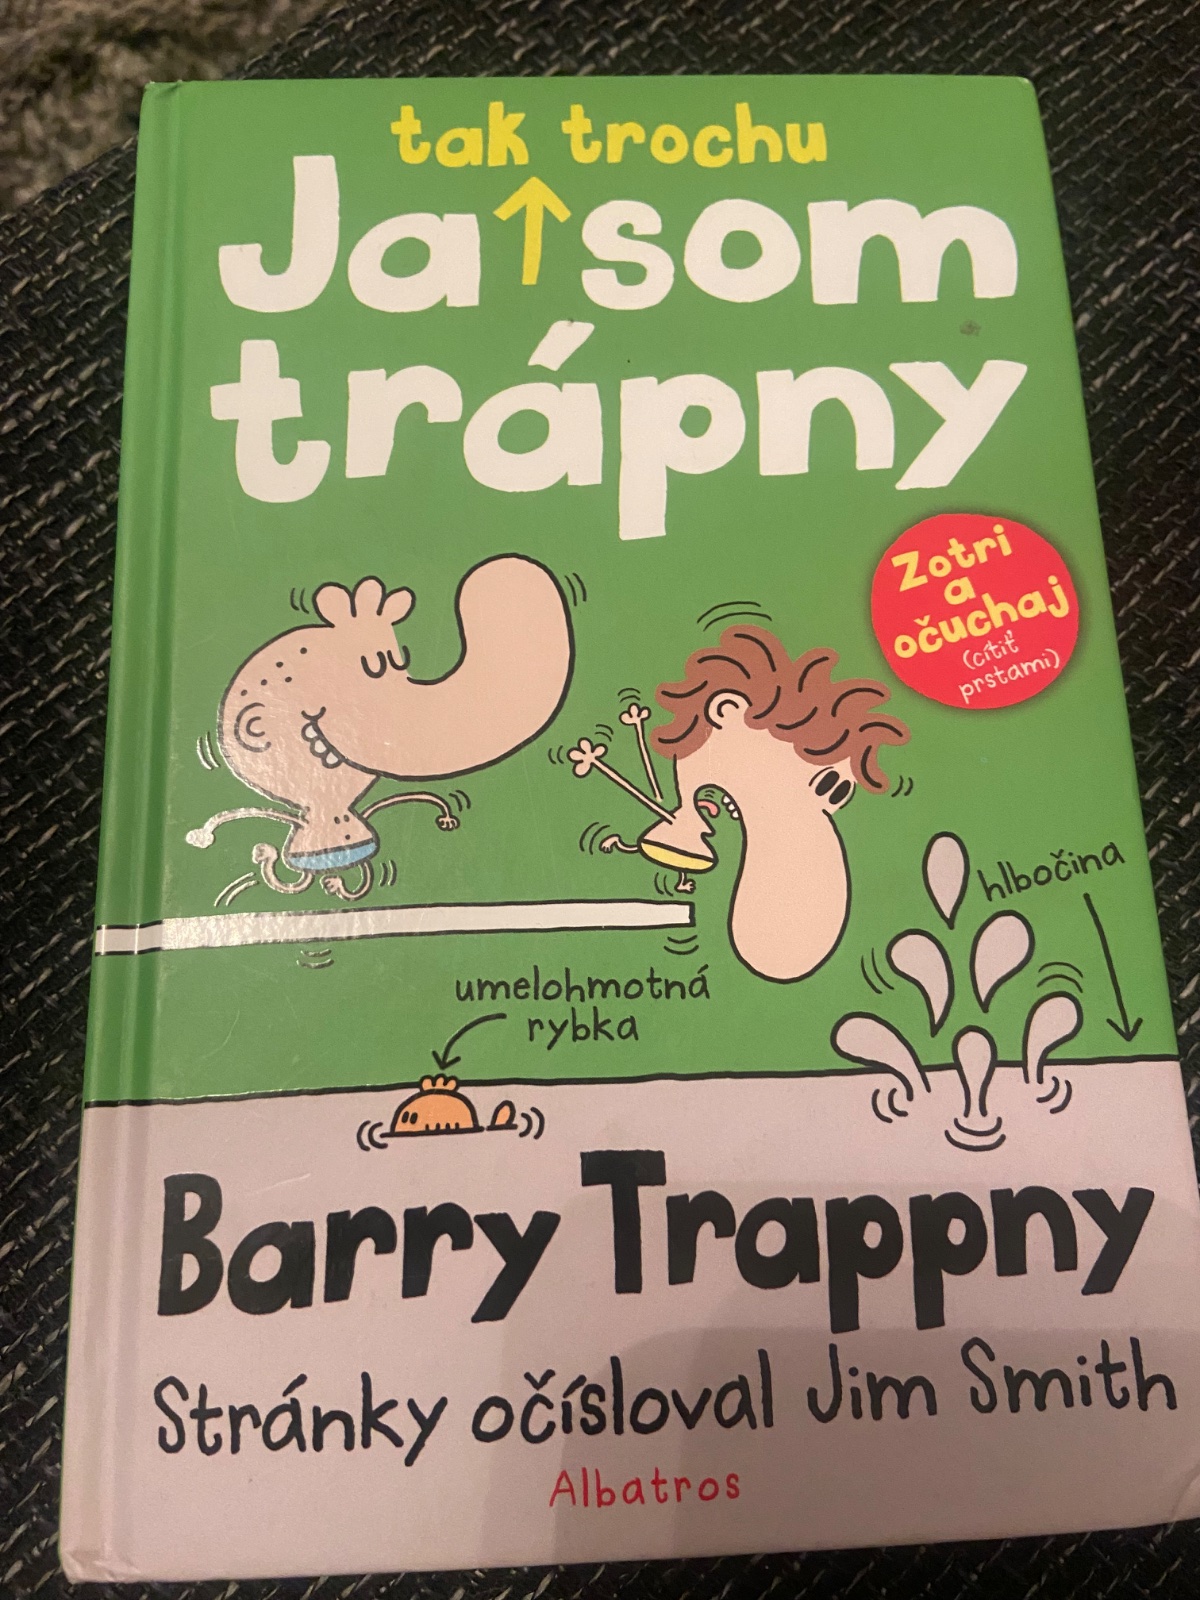 tak trochu
Ja som
trápny
Zotri
a
očuchaj
(cítiť
prstami)
hlbočina
umelohmotná
rybka
Barry Trappny
Stránky očísloval Jim Smith
Albatros